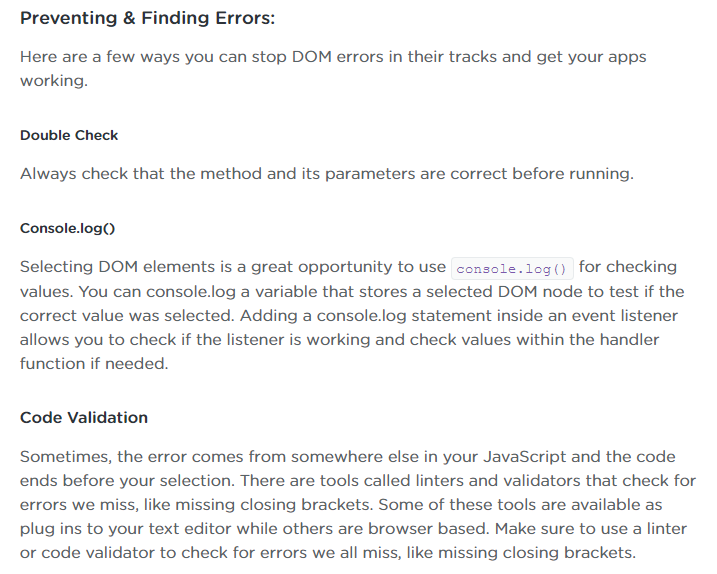 Preventing & Finding Errors:
Here are a few ways you can stop DOM errors in their tracks and get your apps
working.
Double Check
Always check that the method and its parameters are correct before running.
Console.log()
Selecting DOM elements is a great opportunity to use console.log() for checking
values. You can console.log a variable that stores a selected DOM node to test if the
correct value was selected. Adding a console.log statement inside an event listener
allows you to check if the listener is working and check values within the handler
function if needed.
Code Validation
Sometimes, the error comes from somewhere else in your JavaScript and the code
ends before your selection. There are tools called linters and validators that check for
errors we miss, like missing closing brackets. Some of these tools are available as
plug ins to your text editor while others are browser based. Make sure to use a linter
or code validator to check for errors we all miss, like missing closing brackets.